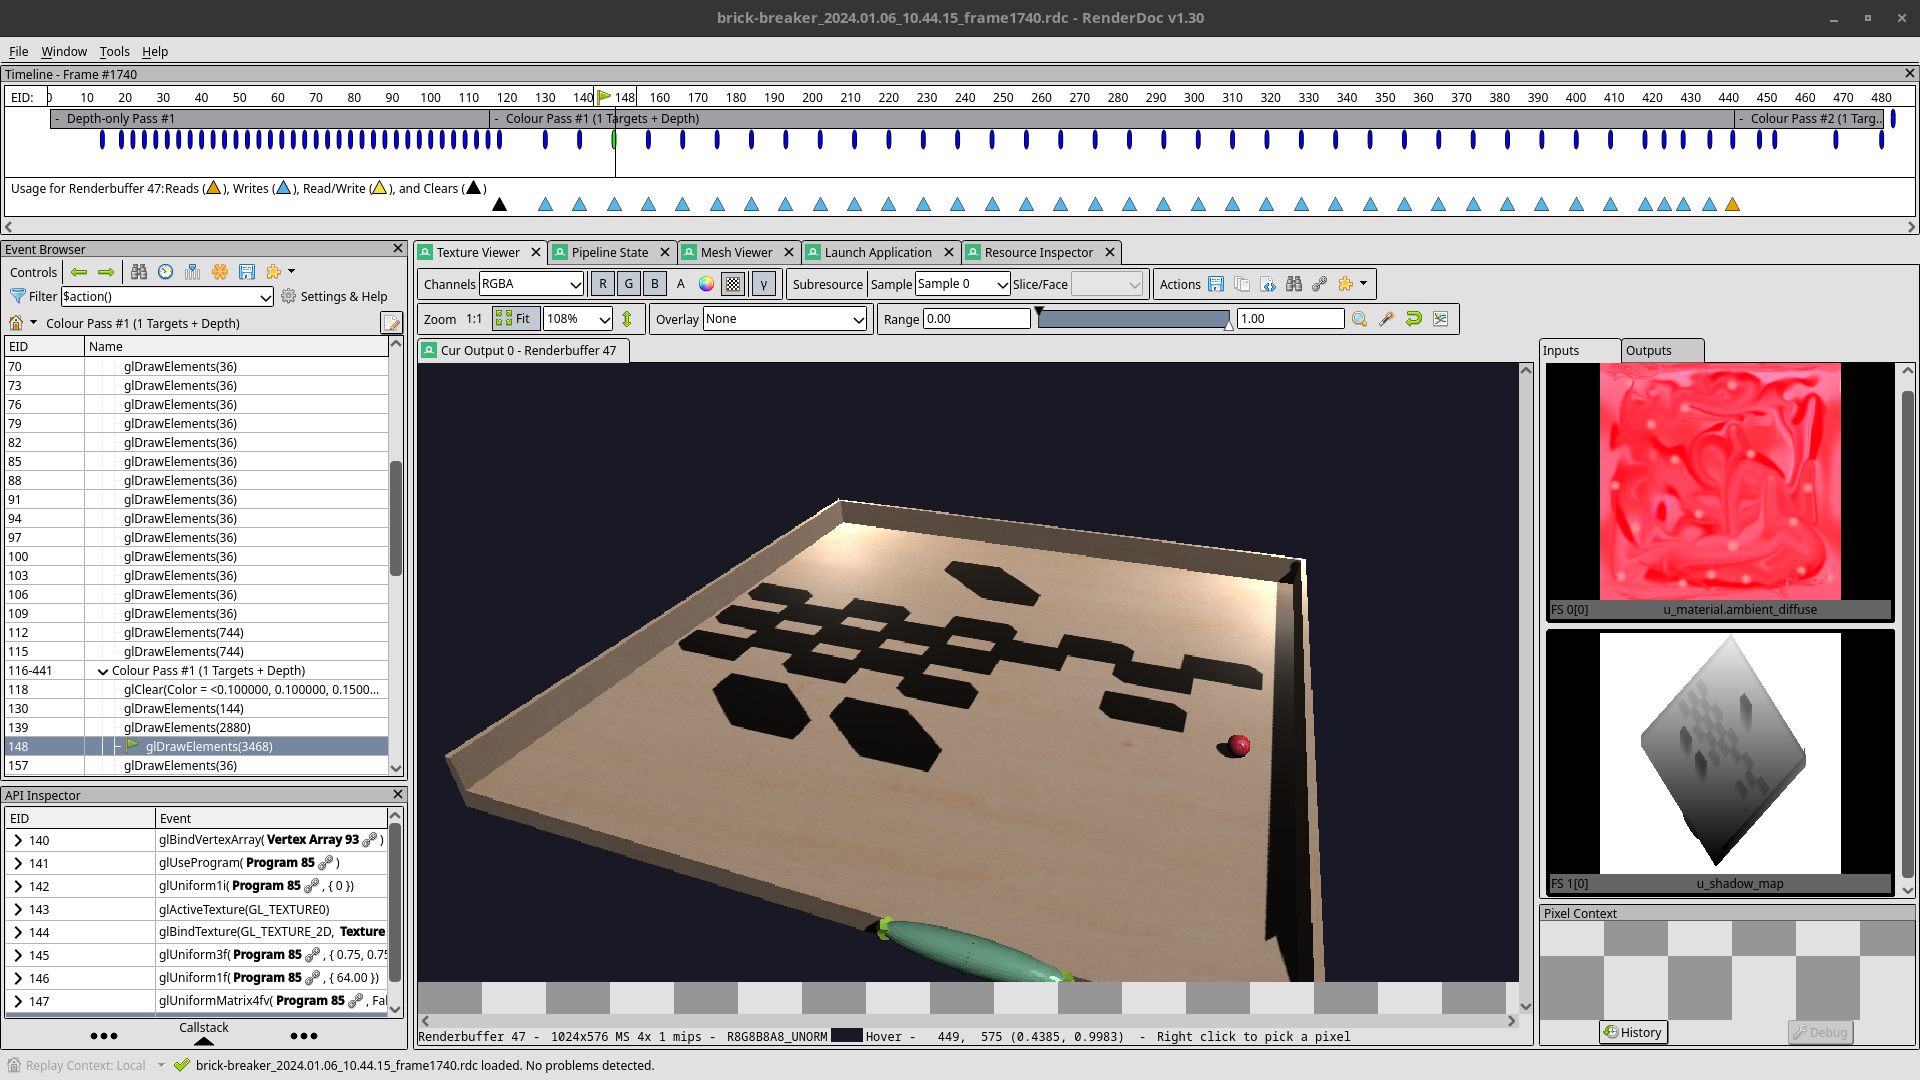 brick-breaker_2024.01.06_10.44.15_frame1740.rdc - RenderDoc v1.30
File Window Tools Help
Timeline - Frame #1740
EID: 0 10 20 30 40 50 60 70 80 90 100 110 120 130 140 148 160 170 180 190 200 210 220 230 240 250 260 270 280 290 300 310 320 330 340 350 360 370 380 390 400 410 420 430 440 450 460 470 480
- Depth-only Pass #1 - Colour Pass #1 (1 Targets + Depth) - Colour Pass #2 (1 Targ...
Usage for Renderbuffer 47:Reads ( ), Writes ( ), Read/Write ( ), and Clears ( )
Event Browser
Controls
Filter $action() Settings & Help
Colour Pass #1 (1 Targets + Depth)
EID Name
70 glDrawElements(36)
73 glDrawElements(36)
76 glDrawElements(36)
79 glDrawElements(36)
82 glDrawElements(36)
85 glDrawElements(36)
88 glDrawElements(36)
91 glDrawElements(36)
94 glDrawElements(36)
97 glDrawElements(36)
100 glDrawElements(36)
103 glDrawElements(36)
106 glDrawElements(36)
109 glDrawElements(36)
112 glDrawElements(744)
115 glDrawElements(744)
116-441 Colour Pass #1 (1 Targets + Depth)
118 glClear(Color = <0.100000, 0.100000, 0.1500...
130 glDrawElements(144)
139 glDrawElements(2880)
148 glDrawElements(3468)
157 glDrawElements(36)
API Inspector
EID Event
140 glBindVertexArray( Vertex Array 93 )
141 glUseProgram( Program 85 )
142 glUniform1i( Program 85 , { 0 })
143 glActiveTexture(GL_TEXTURE0)
144 glBindTexture(GL_TEXTURE_2D, Texture
145 glUniform3f( Program 85 , { 0.75, 0.75
146 glUniform1f( Program 85 , { 64.00 })
147 glUniformMatrix4fv( Program 85 , Fal
Callstack
Texture Viewer Pipeline State Mesh Viewer Launch Application Resource Inspector
Channels RGBA R G B A γ Subresource Sample Sample 0 Slice/Face Actions
Zoom 1:1 Fit 108% Overlay None Range 0.00 1.00
Cur Output 0 - Renderbuffer 47
Renderbuffer 47 - 1024x576 MS 4x 1 mips - R8G8B8A8_UNORM Hover - 449, 575 (0.4385, 0.9983) - Right click to pick a pixel
Inputs Outputs
FS 0[0] u_material.ambient_diffuse
FS 1[0] u_shadow_map
Pixel Context
History Debug
Replay Context: Local brick-breaker_2024.01.06_10.44.15_frame1740.rdc loaded. No problems detected.